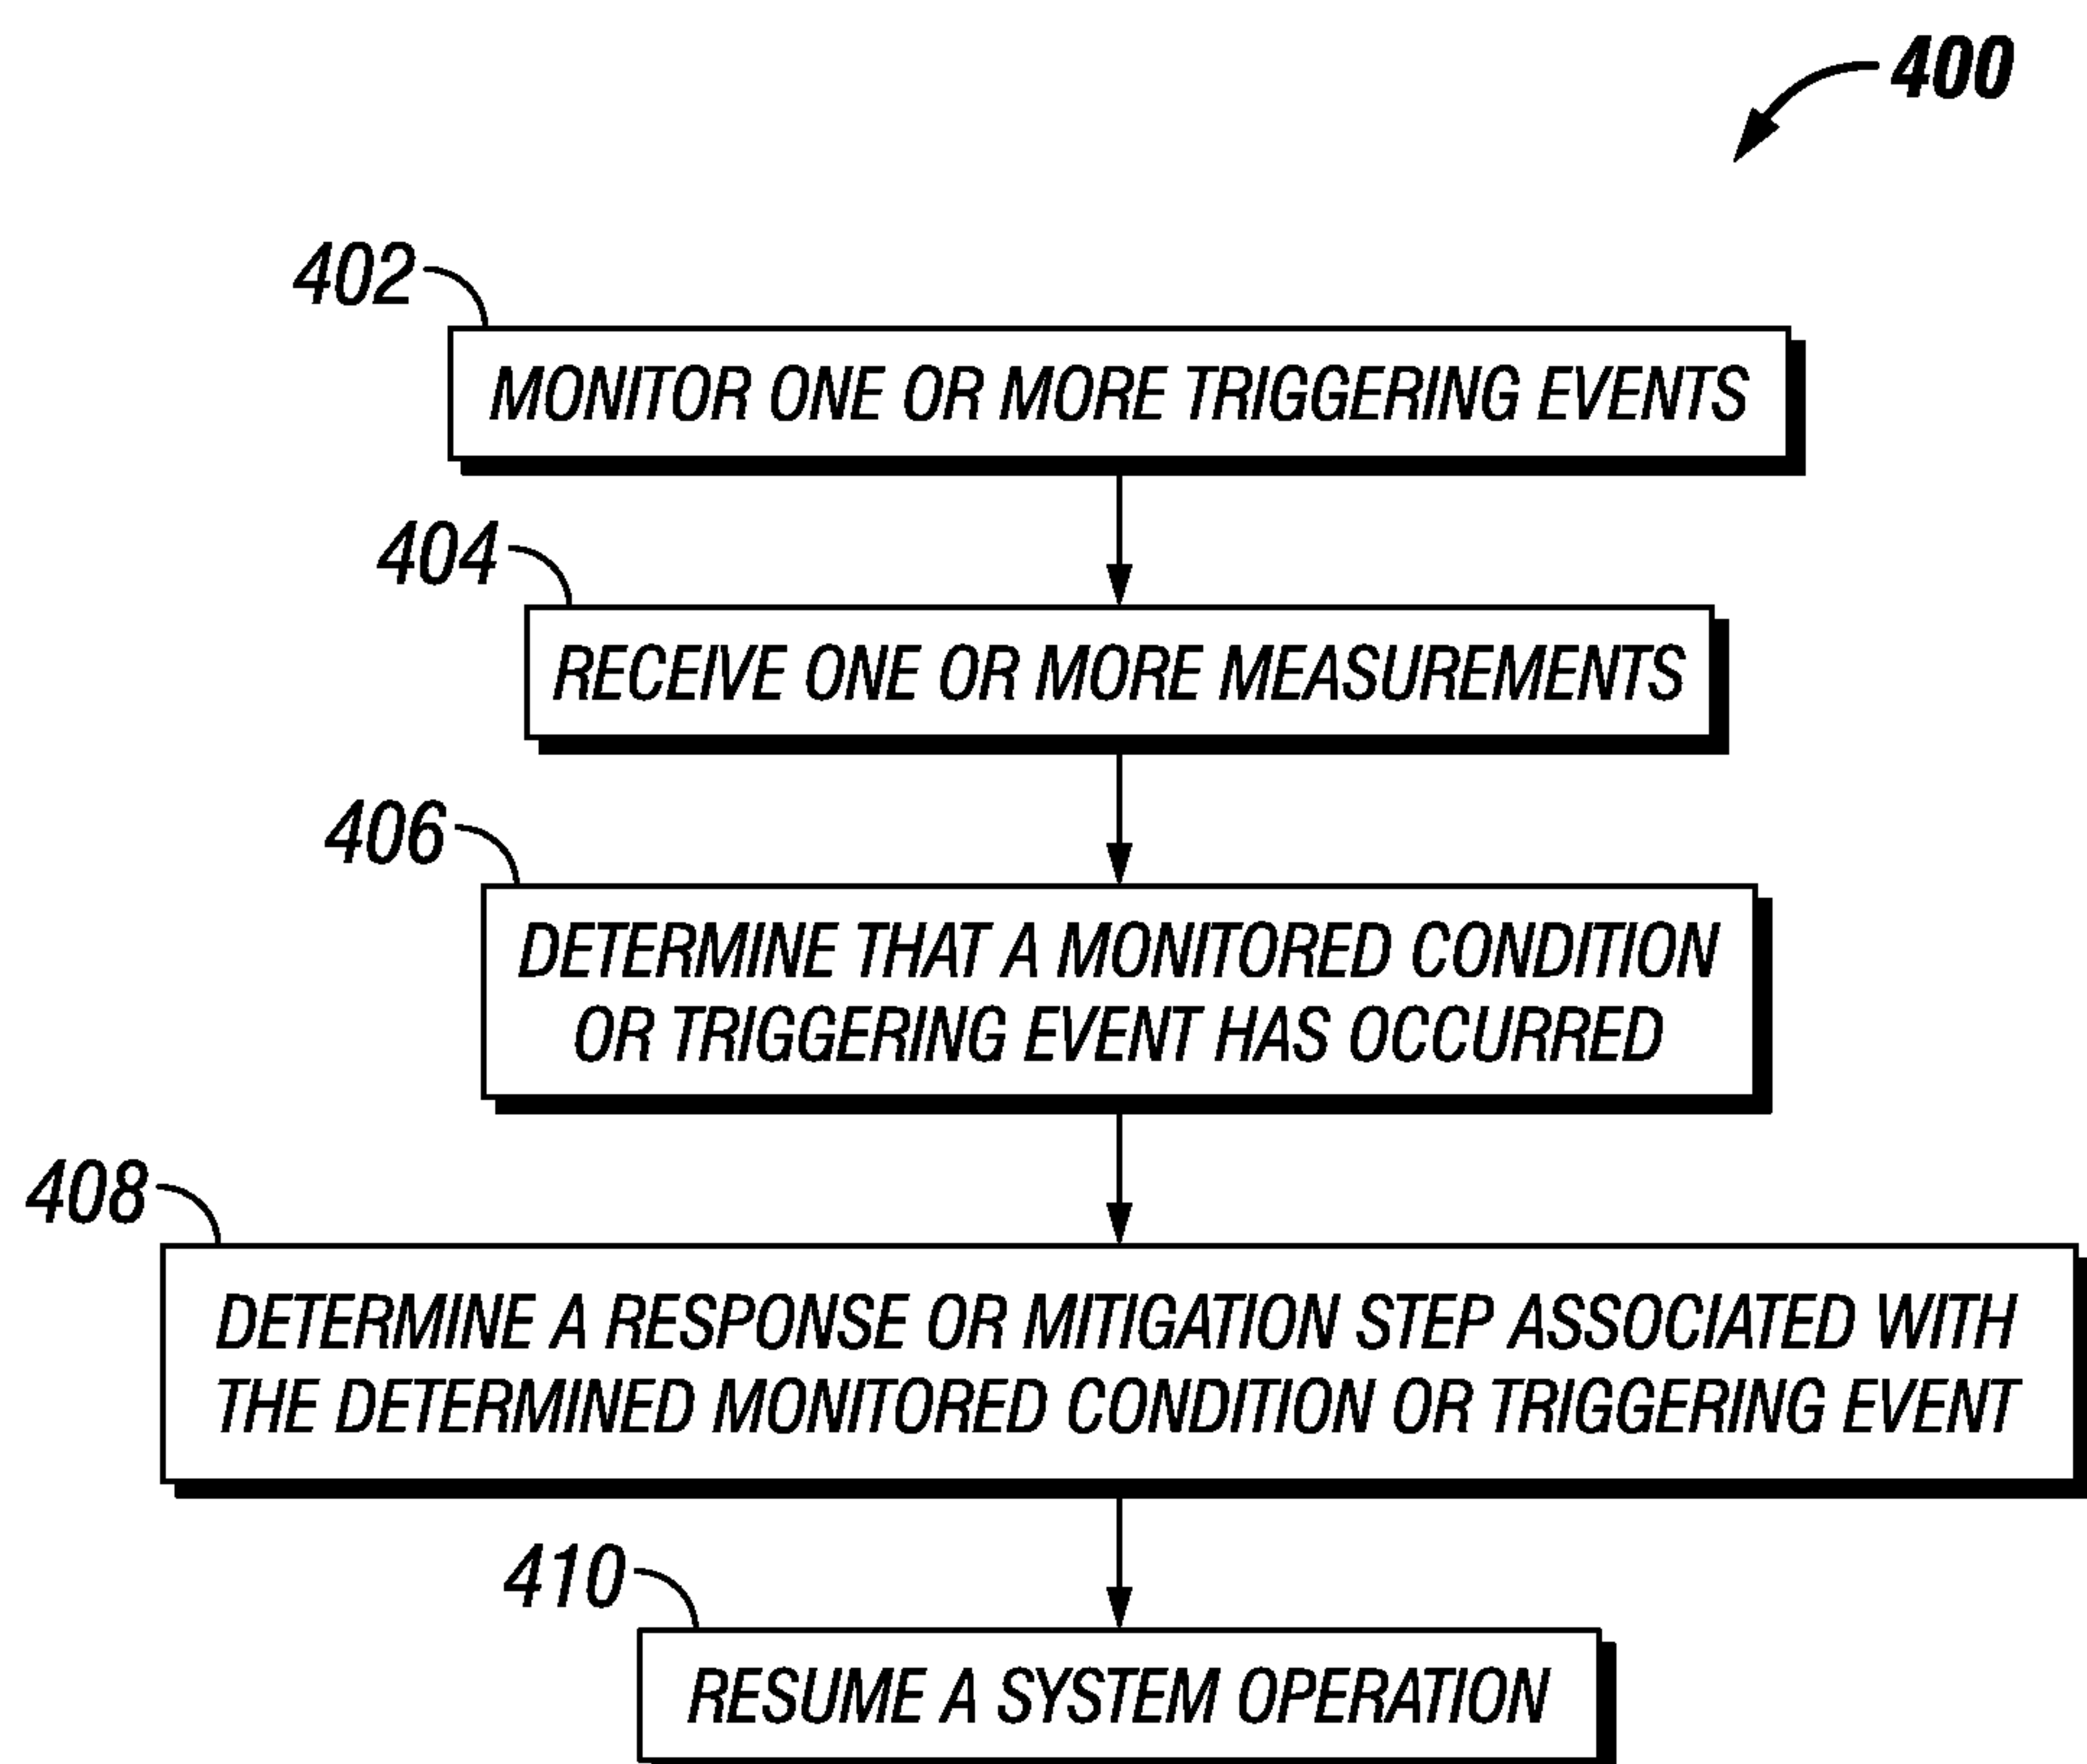 400
402
MONITOR ONE OR MORE TRIGGERING EVENTS
404
RECEIVE ONE OR MORE MEASUREMENTS
406
DETERMINE THAT A MONITORED CONDITION
OR TRIGGERING EVENT HAS OCCURRED
408
DETERMINE A RESPONSE OR MITIGATION STEP ASSOCIATED WITH
THE DETERMINED MONITORED CONDITION OR TRIGGERING EVENT
410
RESUME A SYSTEM OPERATION